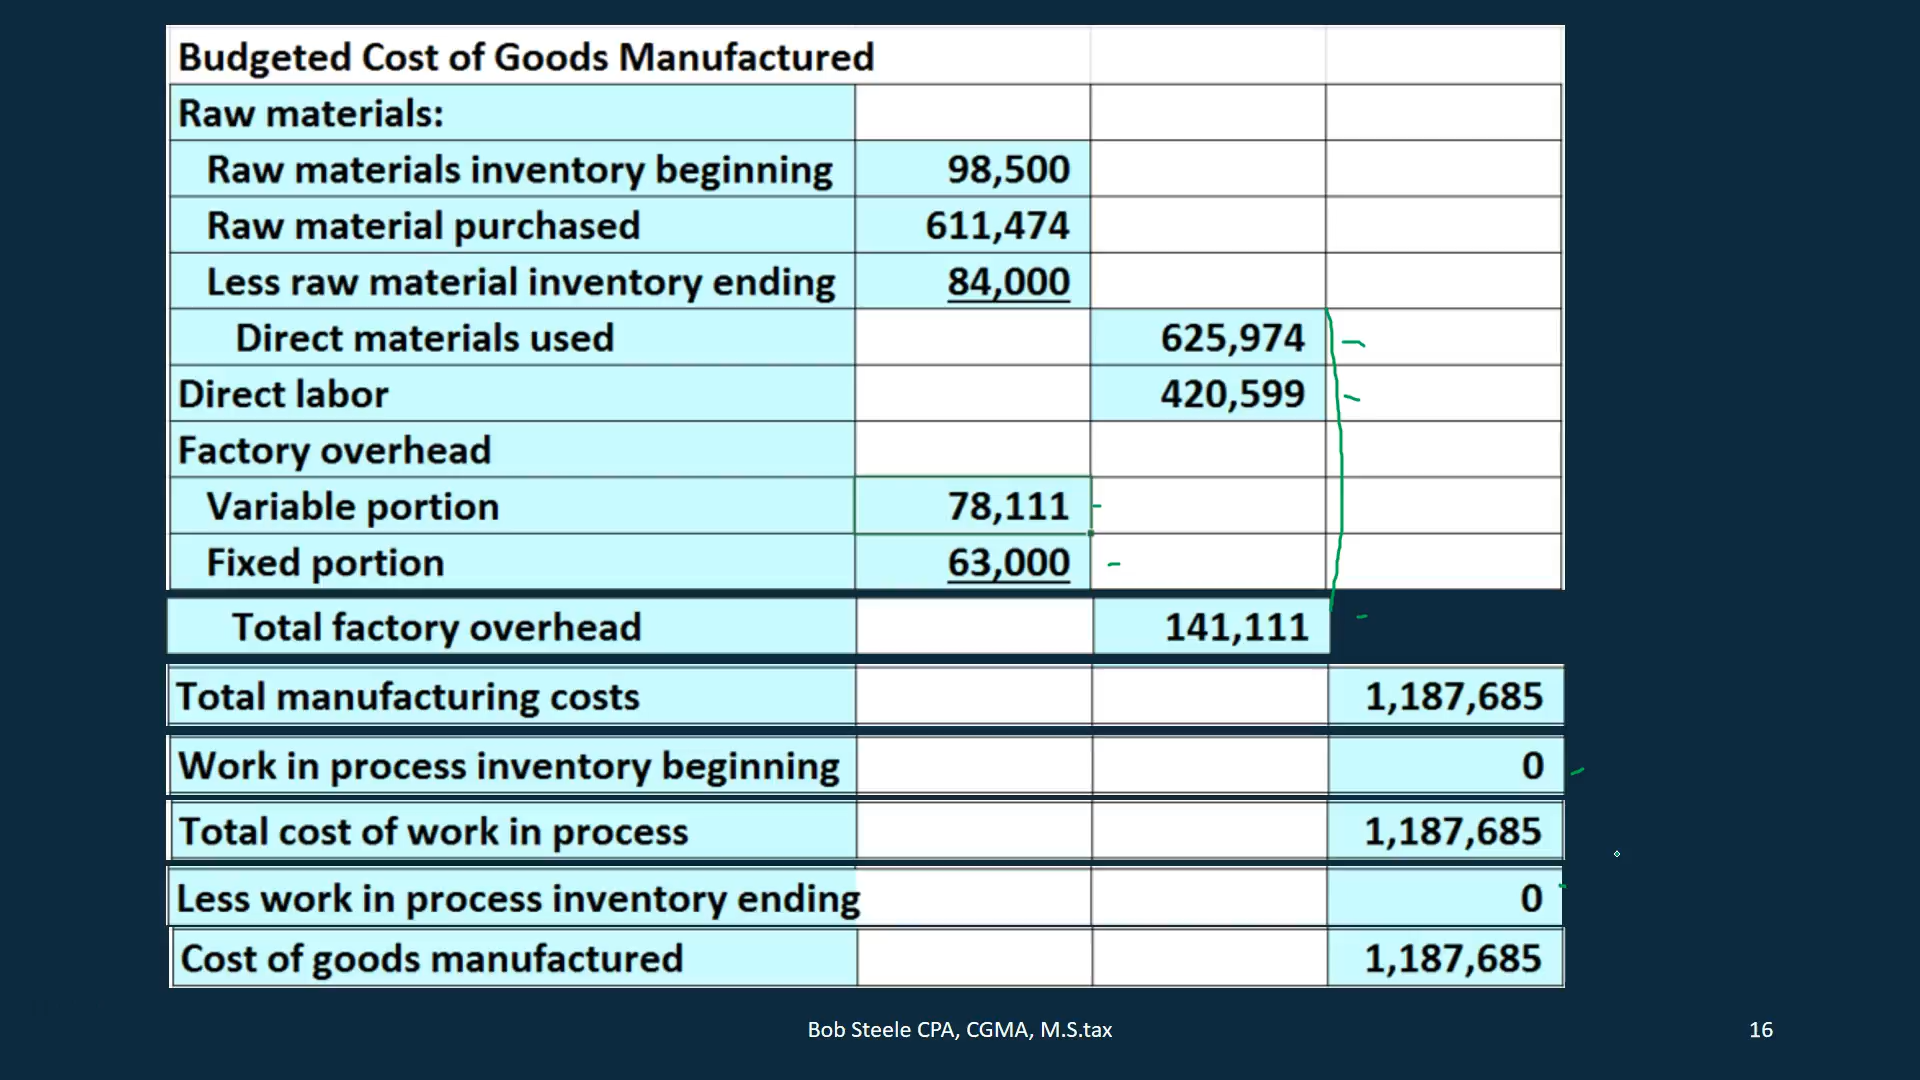 Budgeted Cost of Goods Manufactured
Raw materials:
Raw materials inventory beginning 98,500
Raw material purchased 611,474
Less raw material inventory ending 84,000
Direct materials used 625,974
Direct labor 420,599
Factory overhead
Variable portion 78,111
Fixed portion 63,000
Total factory overhead 141,111
Total manufacturing costs 1,187,685
Work in process inventory beginning 0
Total cost of work in process 1,187,685
Less work in process inventory ending 0
Cost of goods manufactured 1,187,685
Bob Steele CPA, CGMA, M.S.tax 16